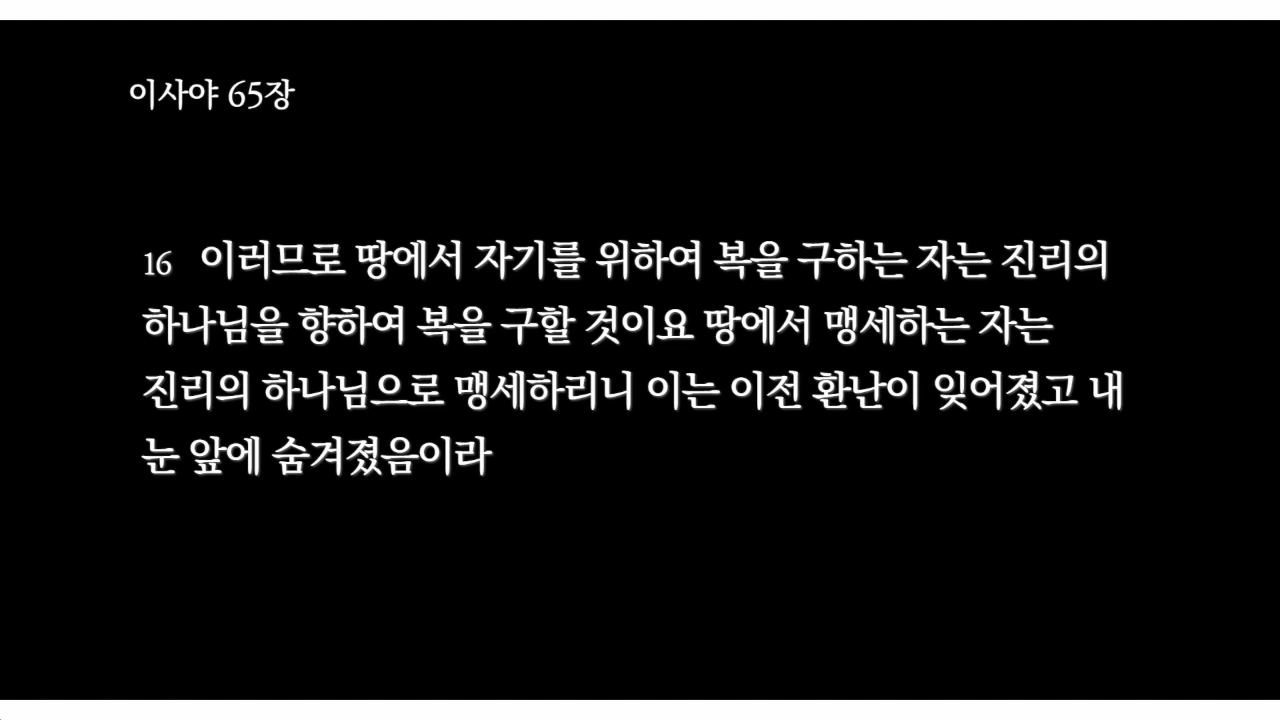 이사야 65장
16 이러므로 땅에서 자기를 위하여 복을 구하는 자는 진리의
하나님을 향하여 복을 구할 것이요 땅에서 맹세하는 자는
진리의 하나님으로 맹세하리니 이는 이전 환난이 잊어졌고 내
눈 앞에 숨겨졌음이라